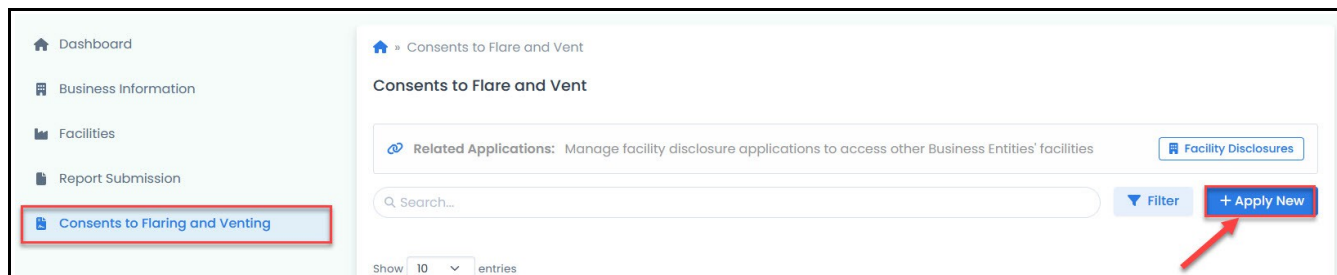 Dashboard
Business Information
Facilities
Report Submission
Consents to Flaring and Venting
» Consents to Flare and Vent
Consents to Flare and Vent
Related Applications: Manage facility disclosure applications to access other Business Entities' facilities
Facility Disclosures
Search...
Filter
+ Apply New
Show 10 entries